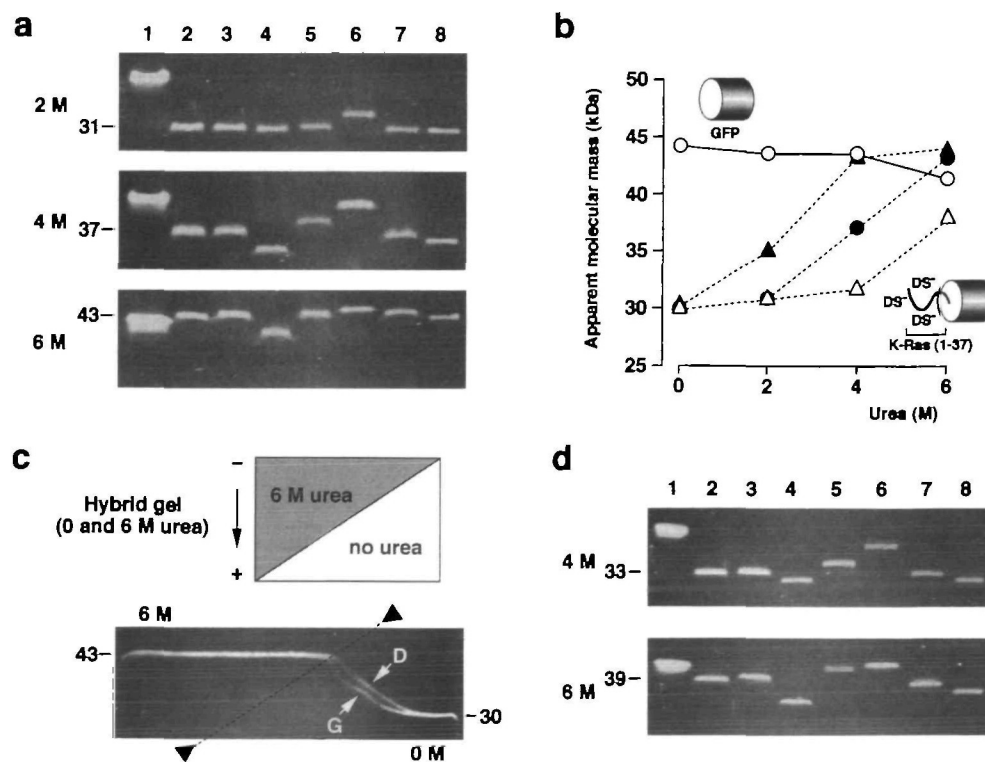 a
1 2 3 4 5 6 7 8
2 M
31
4 M
37
6 M
43
b
Apparent molecular mass (kDa)
50
45
40
35
30
25
0 2 4 6
Urea (M)
GFP
DS⁻
DS⁻
DS⁻
K-Ras (1-37)
c
Hybrid gel
(0 and 6 M urea)
−
+
6 M urea
no urea
6 M
43
D
G
30
0 M
d
1 2 3 4 5 6 7 8
4 M
33
6 M
39